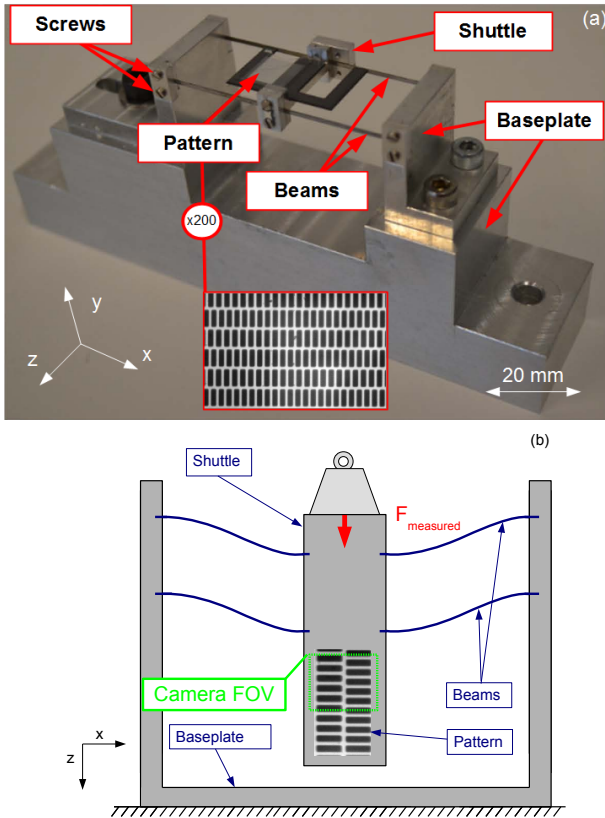 (a)
Screws
Shuttle
Pattern
Baseplate
Beams
x200
y
z
x
20 mm
(b)
Shuttle
F measured
Camera FOV
Beams
Baseplate
Pattern
x
z